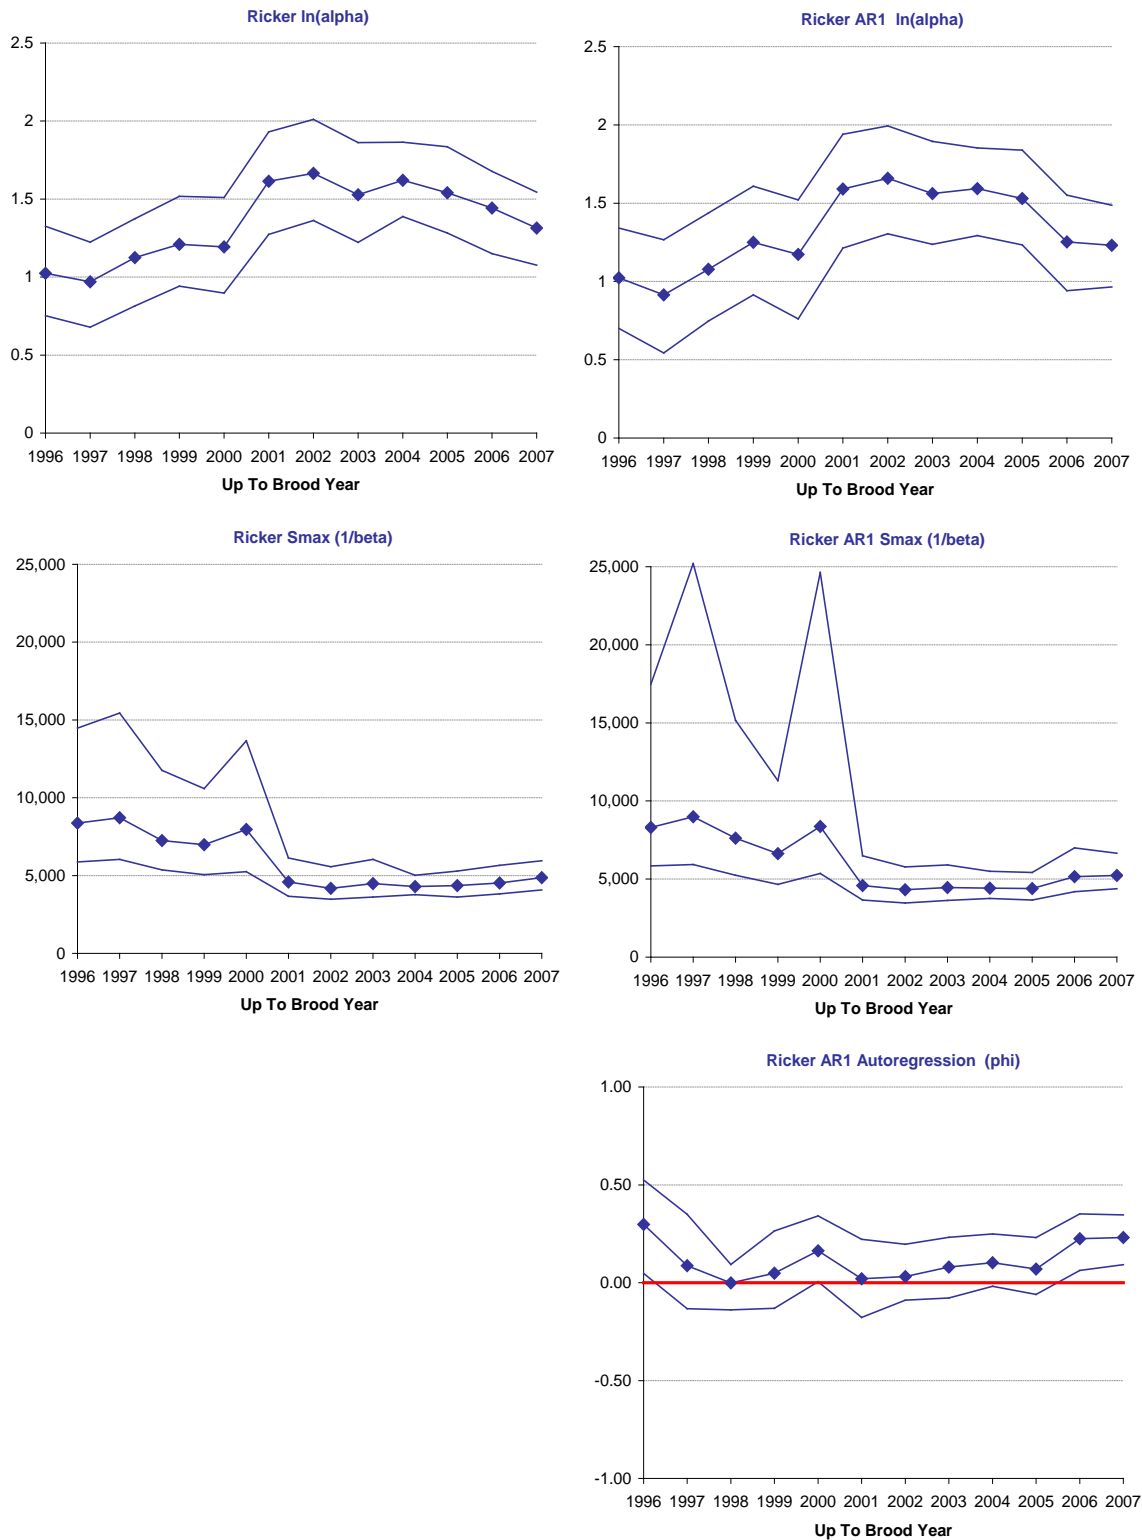 Ricker ln(alpha)
2.5
2
1.5
1
0.5
0
1996 1997 1998 1999 2000 2001 2002 2003 2004 2005 2006 2007
Up To Brood Year
Ricker AR1 ln(alpha)
2.5
2
1.5
1
0.5
0
1996 1997 1998 1999 2000 2001 2002 2003 2004 2005 2006 2007
Up To Brood Year
Ricker Smax (1/beta)
25,000
20,000
15,000
10,000
5,000
0
1996 1997 1998 1999 2000 2001 2002 2003 2004 2005 2006 2007
Up To Brood Year
Ricker AR1 Smax (1/beta)
25,000
20,000
15,000
10,000
5,000
0
1996 1997 1998 1999 2000 2001 2002 2003 2004 2005 2006 2007
Up To Brood Year
Ricker AR1 Autoregression (phi)
1.00
0.50
0.00
-0.50
-1.00
1996 1997 1998 1999 2000 2001 2002 2003 2004 2005 2006 2007
Up To Brood Year